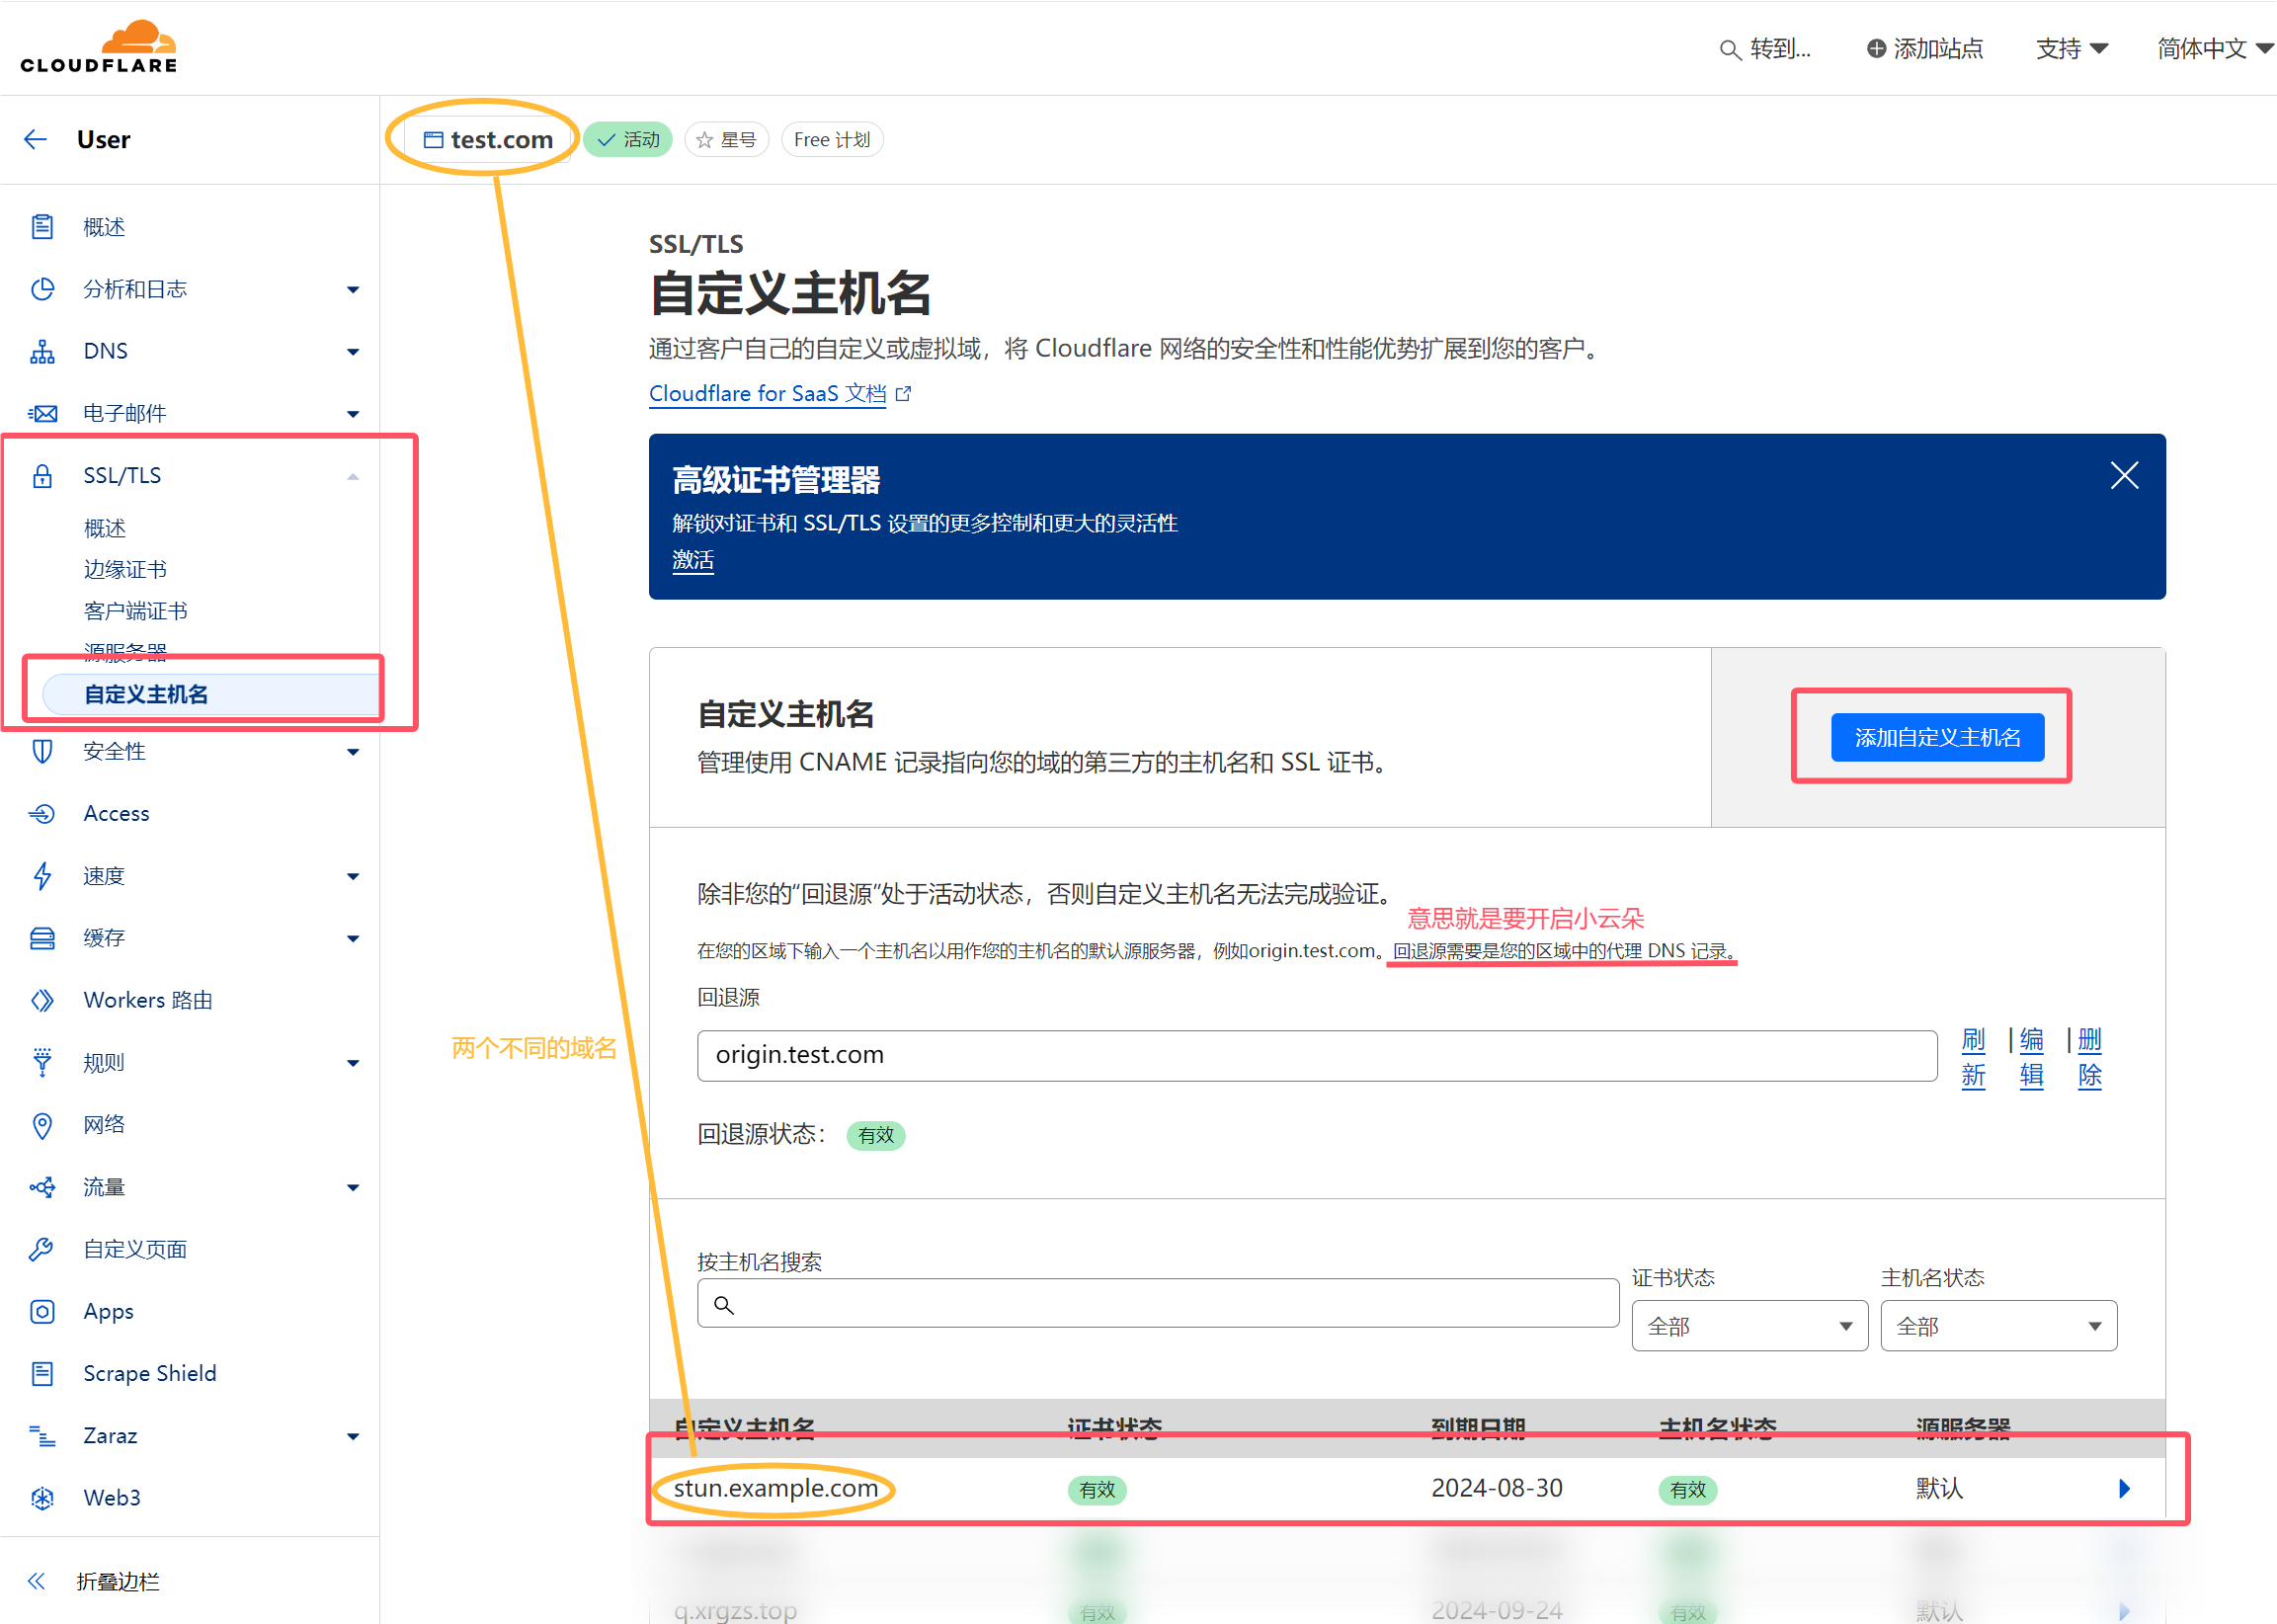 CLOUDFLARE
转到...
添加站点
支持
简体中文
User
test.com
活动
星号
Free 计划
概述
分析和日志
DNS
电子邮件
SSL/TLS
概述
边缘证书
客户端证书
源服务器
自定义主机名
安全性
Access
速度
缓存
Workers 路由
规则
网络
流量
自定义页面
Apps
Scrape Shield
Zaraz
Web3
折叠边栏
SSL/TLS
自定义主机名
通过客户自己的自定义或虚拟域，将 Cloudflare 网络的安全性和性能优势扩展到您的客户。
Cloudflare for SaaS 文档
高级证书管理器
解锁对证书和 SSL/TLS 设置的更多控制和更大的灵活性
激活
自定义主机名
管理使用 CNAME 记录指向您的域的第三方的主机名和 SSL 证书。
添加自定义主机名
除非您的“回退源”处于活动状态，否则自定义主机名无法完成验证。
意思就是要开启小云朵
在您的区域下输入一个主机名以用作您的主机名的默认源服务器，例如origin.test.com。回退源需要是您的区域中的代理 DNS 记录。
回退源
两个不同的域名
origin.test.com
刷新 | 编辑 | 删除
回退源状态： 有效
按主机名搜索
证书状态
主机名状态
全部
全部
自定义主机名 证书状态 到期日期 主机名状态 源服务器
stun.example.com 有效 2024-08-30 有效 默认
q.xrgzs.top 有效 2024-09-24 有效 默认